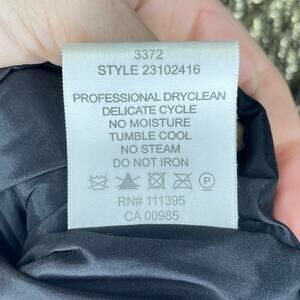 3372
STYLE 23102416
PROFESSIONAL DRYCLEAN
DELICATE CYCLE
NO MOISTURE
TUMBLE COOL
NO STEAM
DO NOT IRON
P
RN# 111395
CA 00985